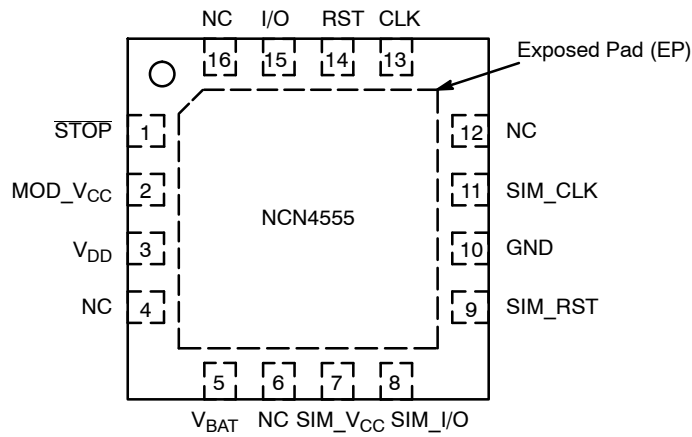 NC I/O RST CLK
16 15 14 13
Exposed Pad (EP)
STOP 1
12 NC
MOD_VCC 2
11 SIM_CLK
NCN4555
VDD 3
10 GND
NC 4
9 SIM_RST
5 6 7 8
VBAT NC SIM_VCC SIM_I/O